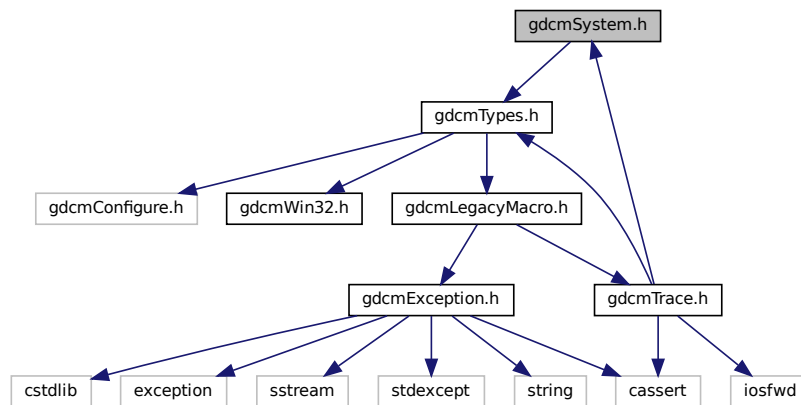 gdcmSystem.h
gdcmTypes.h
gdcmConfigure.h
gdcmWin32.h
gdcmLegacyMacro.h
gdcmException.h
gdcmTrace.h
cstdlib
exception
sstream
stdexcept
string
cassert
iosfwd